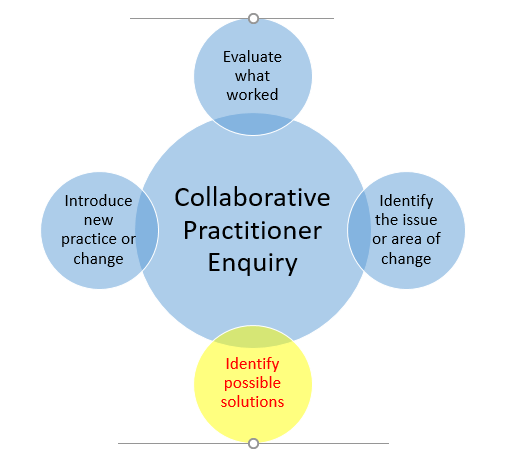 Evaluate
what
worked
Introduce
new
practice or
change
Collaborative
Practitioner
Enquiry
Identify
the issue
or area of
change
Identify
possible
solutions